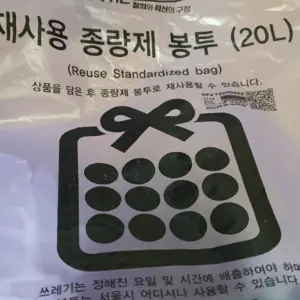 재사용 종량제 봉투 (20L)
(Reuse Standardized bag)
상품을 담은 후 종량제 봉투로 재사용할 수 있습니다.
쓰레기는 정해진 요일 및 시간에 배출하여야 하며
서울시 어디서나 사용할 수 있습니다.